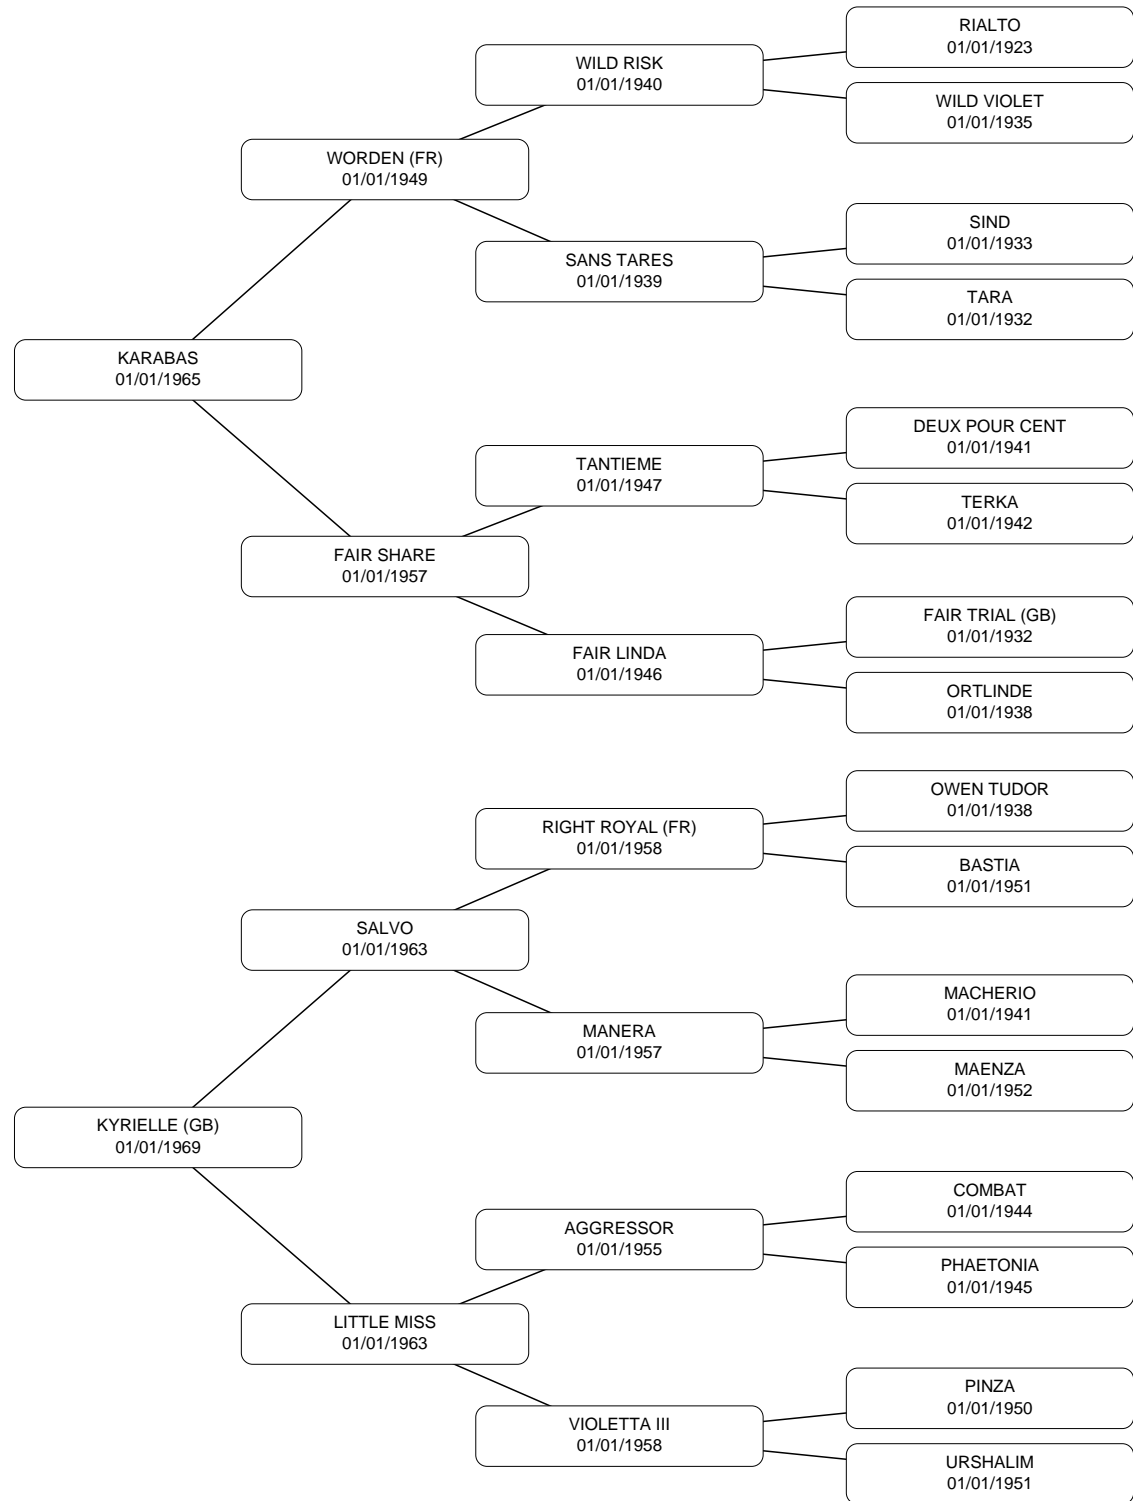 RIALTO
01/01/1923
WILD RISK
01/01/1940
WILD VIOLET
01/01/1935
WORDEN (FR)
01/01/1949
SIND
01/01/1933
SANS TARES
01/01/1939
TARA
01/01/1932
KARABAS
01/01/1965
DEUX POUR CENT
01/01/1941
TANTIEME
01/01/1947
TERKA
01/01/1942
FAIR SHARE
01/01/1957
FAIR TRIAL (GB)
01/01/1932
FAIR LINDA
01/01/1946
ORTLINDE
01/01/1938
OWEN TUDOR
01/01/1938
RIGHT ROYAL (FR)
01/01/1958
BASTIA
01/01/1951
SALVO
01/01/1963
MACHERIO
01/01/1941
MANERA
01/01/1957
MAENZA
01/01/1952
KYRIELLE (GB)
01/01/1969
COMBAT
01/01/1944
AGGRESSOR
01/01/1955
PHAETONIA
01/01/1945
LITTLE MISS
01/01/1963
PINZA
01/01/1950
VIOLETTA III
01/01/1958
URSHALIM
01/01/1951